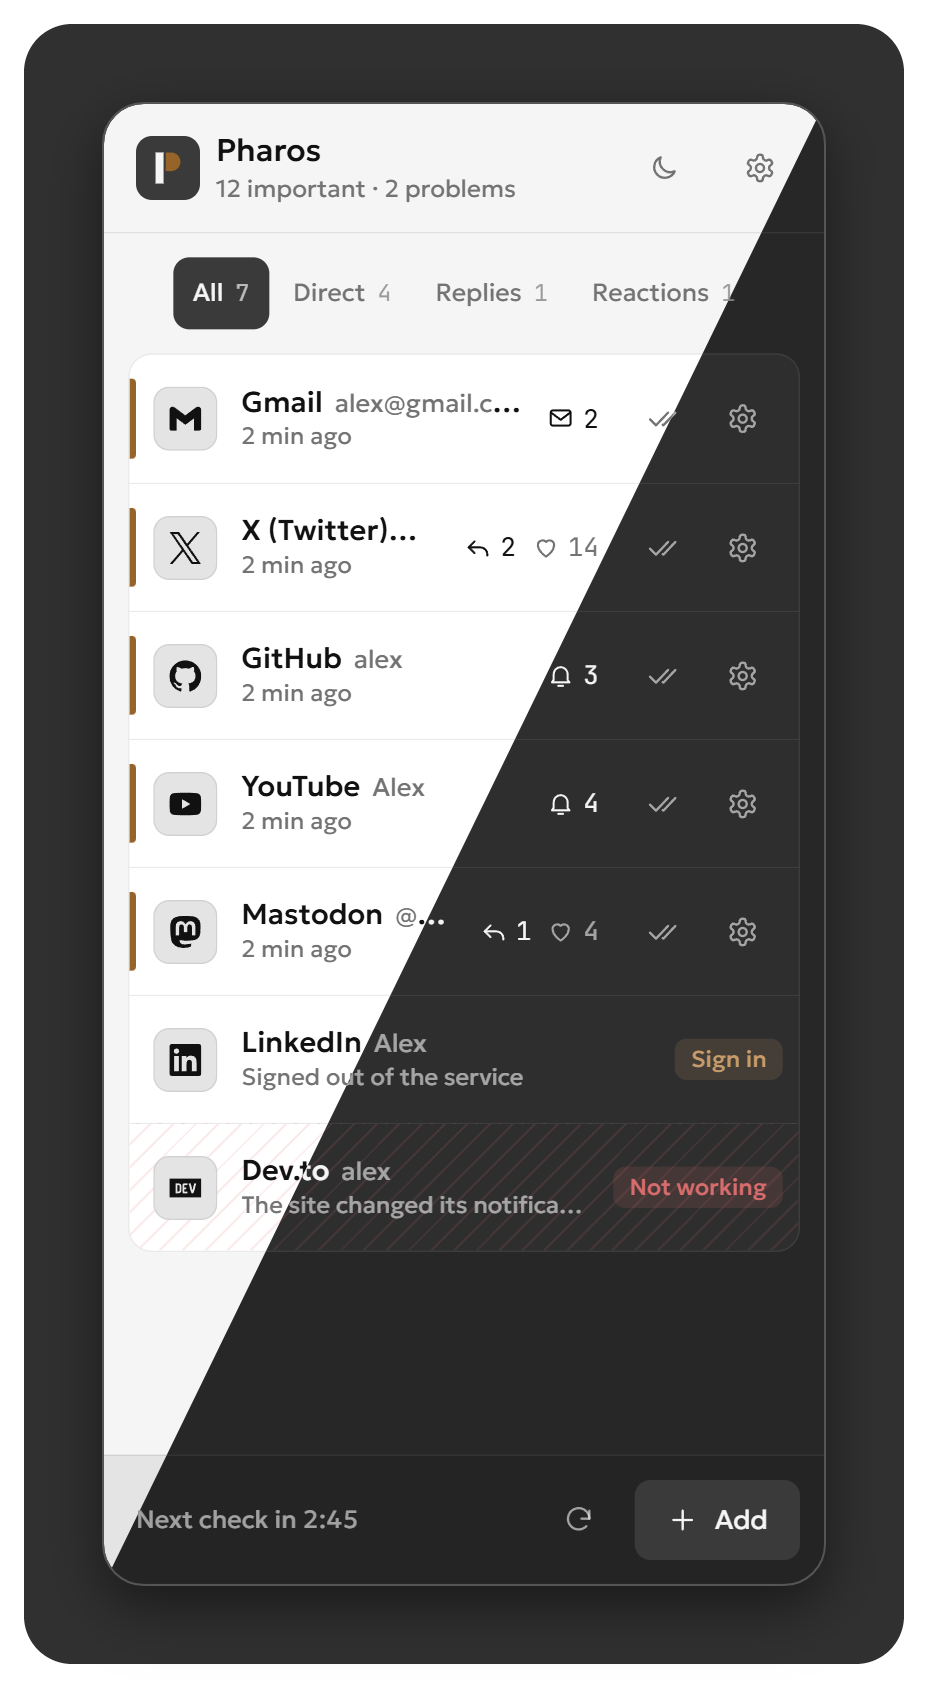 Pharos
12 important · 2 problems
All 7 Direct 4 Replies 1 Reactions 1
Gmail alex@gmail.c... 2
2 min ago
X (Twitter)... 2 14
2 min ago
GitHub alex 3
2 min ago
YouTube Alex 4
2 min ago
Mastodon @... 1 4
2 min ago
LinkedIn Alex
Signed out of the service
Sign in
DEV
Dev.to alex
The site changed its notifica...
Not working
Next check in 2:45
+ Add